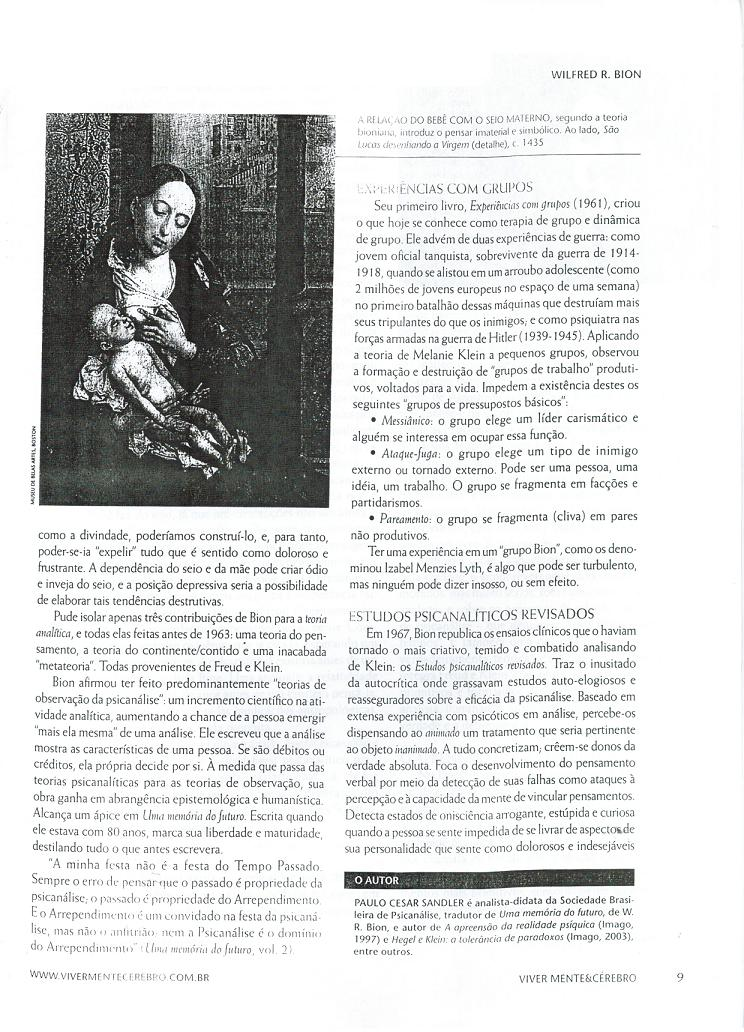 WILFRED R. BION
A RELAÇÃO DO BEBÊ COM O SEIO MATERNO, segundo a teoria
bioniana, introduz o pensar imaterial e simbólico. Ao lado, São
Lucas desenhando a Virgem (detalhe), c. 1435
MUSEU DE BELAS ARTES, BOSTON
como a divindade, poderíamos construí-lo, e, para tanto,
poder-se-ia "expelir" tudo que é sentido como doloroso e
frustrante. A dependência do seio e da mãe pode criar ódio
e inveja do seio, e a posição depressiva seria a possibilidade
de elaborar tais tendências destrutivas.
Pude isolar apenas três contribuições de Bion para a teoria
analítica, e todas elas feitas antes de 1963: uma teoria do pen-
samento, a teoria do continente/contido e uma inacabada
"metateoria". Todas provenientes de Freud e Klein.
Bion afirmou ter feito predominantemente "teorias de
observação da psicanálise": um incremento científico na ati-
vidade analítica, aumentando a chance de a pessoa emergir
"mais ela mesma" de uma análise. Ele escreveu que a análise
mostra as características de uma pessoa. Se são débitos ou
créditos, ela própria decide por si. À medida que passa das
teorias psicanalíticas para as teorias de observação, sua
obra ganha em abrangência epistemológica e humanística.
Alcança um ápice em Uma memória do futuro. Escrita quando
ele estava com 80 anos, marca sua liberdade e maturidade,
destilando tudo o que antes escrevera.
"A minha festa não é a festa do Tempo Passado.
Sempre o erro de pensar que o passado é propriedade da
psicanálise; o passado é propriedade do Arrependimento.
E o Arrependimento é um convidado na festa da psicaná-
lise, mas não o anfitrião; nem a Psicanálise é o domínio
do Arrependimento" (Uma memória do futuro, vol. 2).
EXPERIÊNCIAS COM GRUPOS
Seu primeiro livro, Experiências com grupos (1961), criou
o que hoje se conhece como terapia de grupo e dinâmica
de grupo. Ele advém de duas experiências de guerra: como
jovem oficial tanquista, sobrevivente da guerra de 1914-
1918, quando se alistou em um arroubo adolescente (como
2 milhões de jovens europeus no espaço de uma semana)
no primeiro batalhão dessas máquinas que destruíam mais
seus tripulantes do que os inimigos; e como psiquiatra nas
forças armadas na guerra de Hitler (1939-1945). Aplicando
a teoria de Melanie Klein a pequenos grupos, observou
a formação e destruição de "grupos de trabalho" produti-
vos, voltados para a vida. Impedem a existência destes os
seguintes "grupos de pressupostos básicos":
• Messiânico: o grupo elege um líder carismático e
alguém se interessa em ocupar essa função.
• Ataque-fuga: o grupo elege um tipo de inimigo
externo ou tornado externo. Pode ser uma pessoa, uma
idéia, um trabalho. O grupo se fragmenta em facções e
partidarismos.
• Pareamento: o grupo se fragmenta (cliva) em pares
não produtivos.
Ter uma experiência em um "grupo Bion", como os deno-
minou Izabel Menzies Lyth, é algo que pode ser turbulento,
mas ninguém pode dizer insosso, ou sem efeito.
ESTUDOS PSICANALÍTICOS REVISADOS
Em 1967, Bion republica os ensaios clínicos que o haviam
tornado o mais criativo, temido e combatido analisando
de Klein: os Estudos psicanalíticos revisados. Traz o inusitado
da autocrítica onde grassavam estudos auto-elogiosos e
reasseguradores sobre a eficácia da psicanálise. Baseado em
extensa experiência com psicóticos em análise, percebe-os
dispensando ao animado um tratamento que seria pertinente
ao objeto inanimado. A tudo concretizam; crêem-se donos da
verdade absoluta. Foca o desenvolvimento do pensamento
verbal por meio da detecção de suas falhas como ataques à
percepção e à capacidade da mente de vincular pensamentos.
Detecta estados de onisciência arrogante, estúpida e curiosa
quando a pessoa se sente impedida de se livrar de aspectos de
sua personalidade que sente como dolorosos e indesejáveis
O AUTOR
PAULO CESAR SANDLER é analista-didata da Sociedade Brasi-
leira de Psicanálise, tradutor de Uma memória do futuro, de W.
R. Bion, e autor de A apreensão da realidade psíquica (Imago,
1997) e Hegel e Klein: a tolerância de paradoxos (Imago, 2003),
entre outros.
WWW.VIVERMENTECEREBRO.COM.BR
VIVER MENTE&CÉREBRO 9